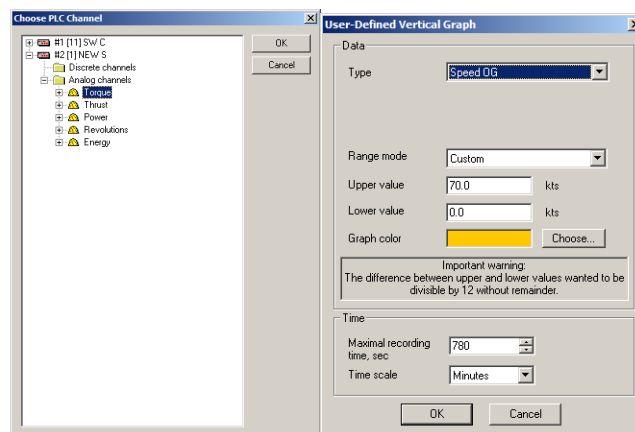 Choose PLC Channel
#1 [11] SW C
#2 [1] NEW S
Discrete channels
Analog channels
Torque
Thrust
Power
Revolutions
Energy
OK
Cancel
User-Defined Vertical Graph
Data
Type
Speed OG
Range mode
Custom
Upper value
70.0
kts
Lower value
0.0
kts
Graph color
Choose...
Important warning:
The difference between upper and lower values wanted to be
divisible by 12 without remainder.
Time
Maximal recording
time, sec
780
Time scale
Minutes
OK
Cancel